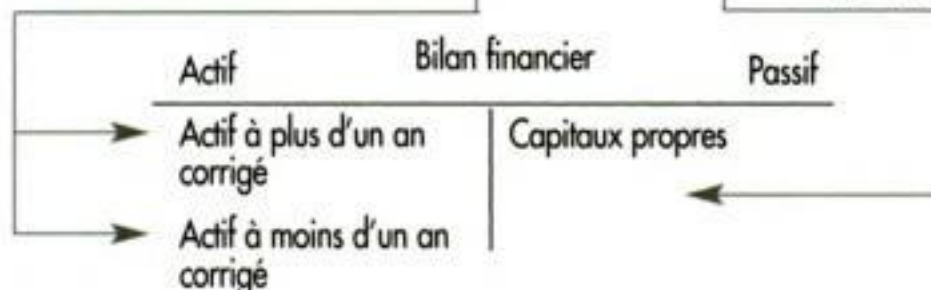 Bilan financier
Actif
Passif
Actif à plus d'un an
corrigé
Capitaux propres
Actif à moins d'un an
corrigé